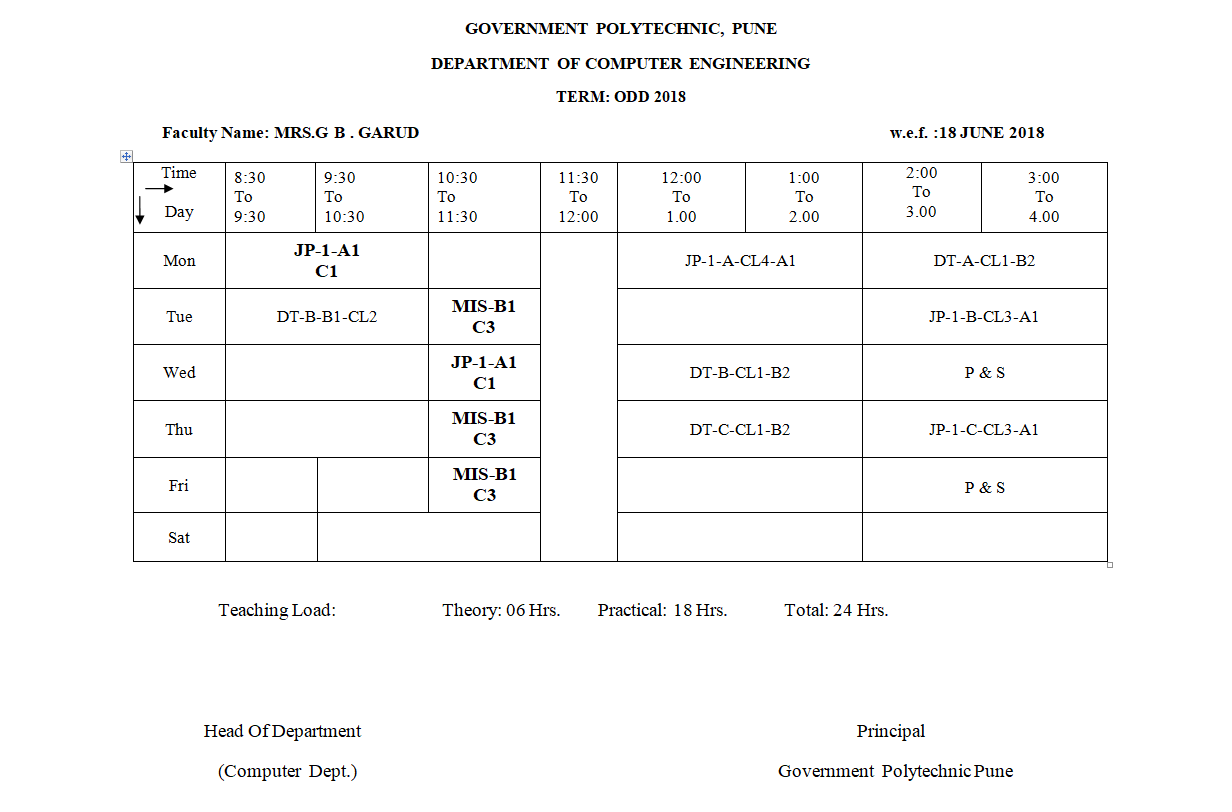 GOVERNMENT POLYTECHNIC, PUNE
DEPARTMENT OF COMPUTER ENGINEERING
TERM: ODD 2018
Faculty Name: MRS.G B . GARUD w.e.f. :18 JUNE 2018
Time
Day
8:30
To
9:30
9:30
To
10:30
10:30
To
11:30
11:30
To
12:00
12:00
To
1.00
1:00
To
2.00
2:00
To
3.00
3:00
To
4.00
Mon
JP-1-A1
C1
JP-1-A-CL4-A1
DT-A-CL1-B2
Tue
DT-B-B1-CL2
MIS-B1
C3
JP-1-B-CL3-A1
Wed
JP-1-A1
C1
DT-B-CL1-B2
P & S
Thu
MIS-B1
C3
DT-C-CL1-B2
JP-1-C-CL3-A1
Fri
MIS-B1
C3
P & S
Sat
Teaching Load: Theory: 06 Hrs. Practical: 18 Hrs. Total: 24 Hrs.
Head Of Department Principal
(Computer Dept.) Government Polytechnic Pune